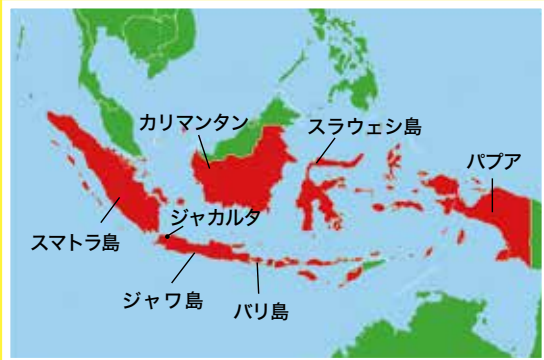 カリマンタン
スラウェシ島
パプア
ジャカルタ
スマトラ島
ジャワ島
バリ島